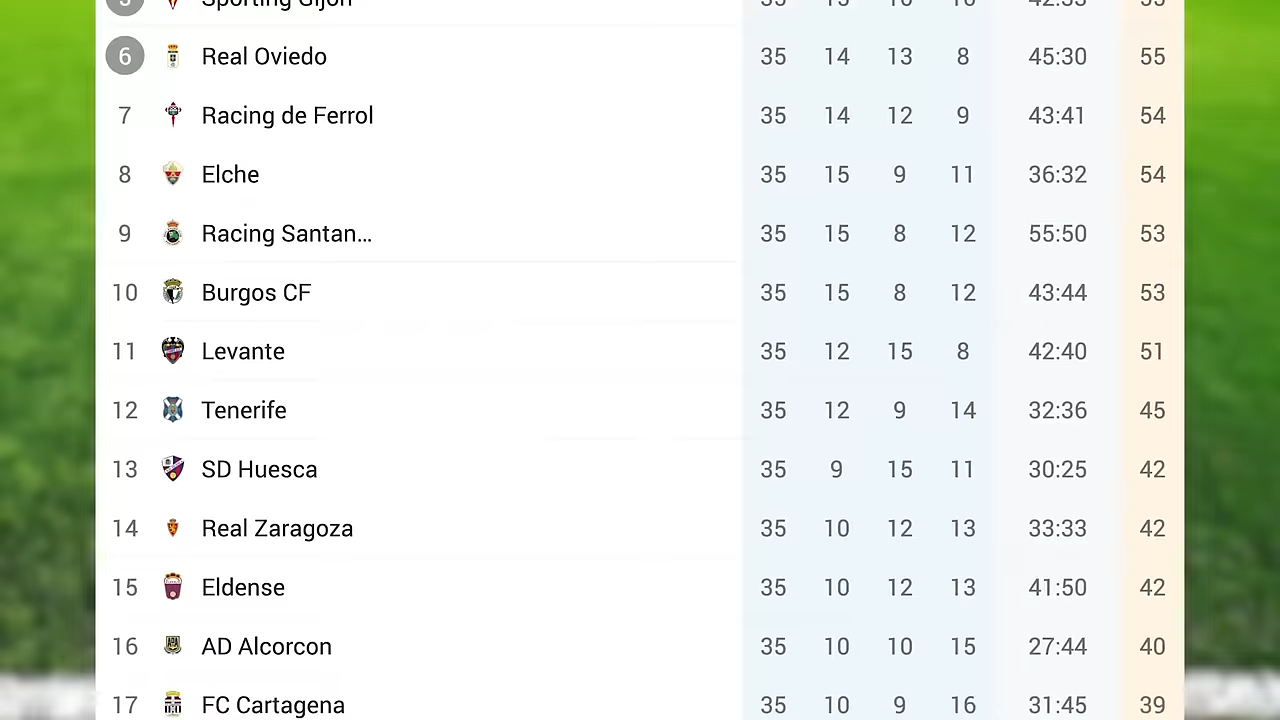 6 Real Oviedo 35 14 13 8 45:30 55
7 Racing de Ferrol 35 14 12 9 43:41 54
8 Elche 35 15 9 11 36:32 54
9 Racing Santan... 35 15 8 12 55:50 53
10 Burgos CF 35 15 8 12 43:44 53
11 Levante 35 12 15 8 42:40 51
12 Tenerife 35 12 9 14 32:36 45
13 SD Huesca 35 9 15 11 30:25 42
14 Real Zaragoza 35 10 12 13 33:33 42
15 Eldense 35 10 12 13 41:50 42
16 AD Alcorcon 35 10 10 15 27:44 40
17 FC Cartagena 35 10 9 16 31:45 39